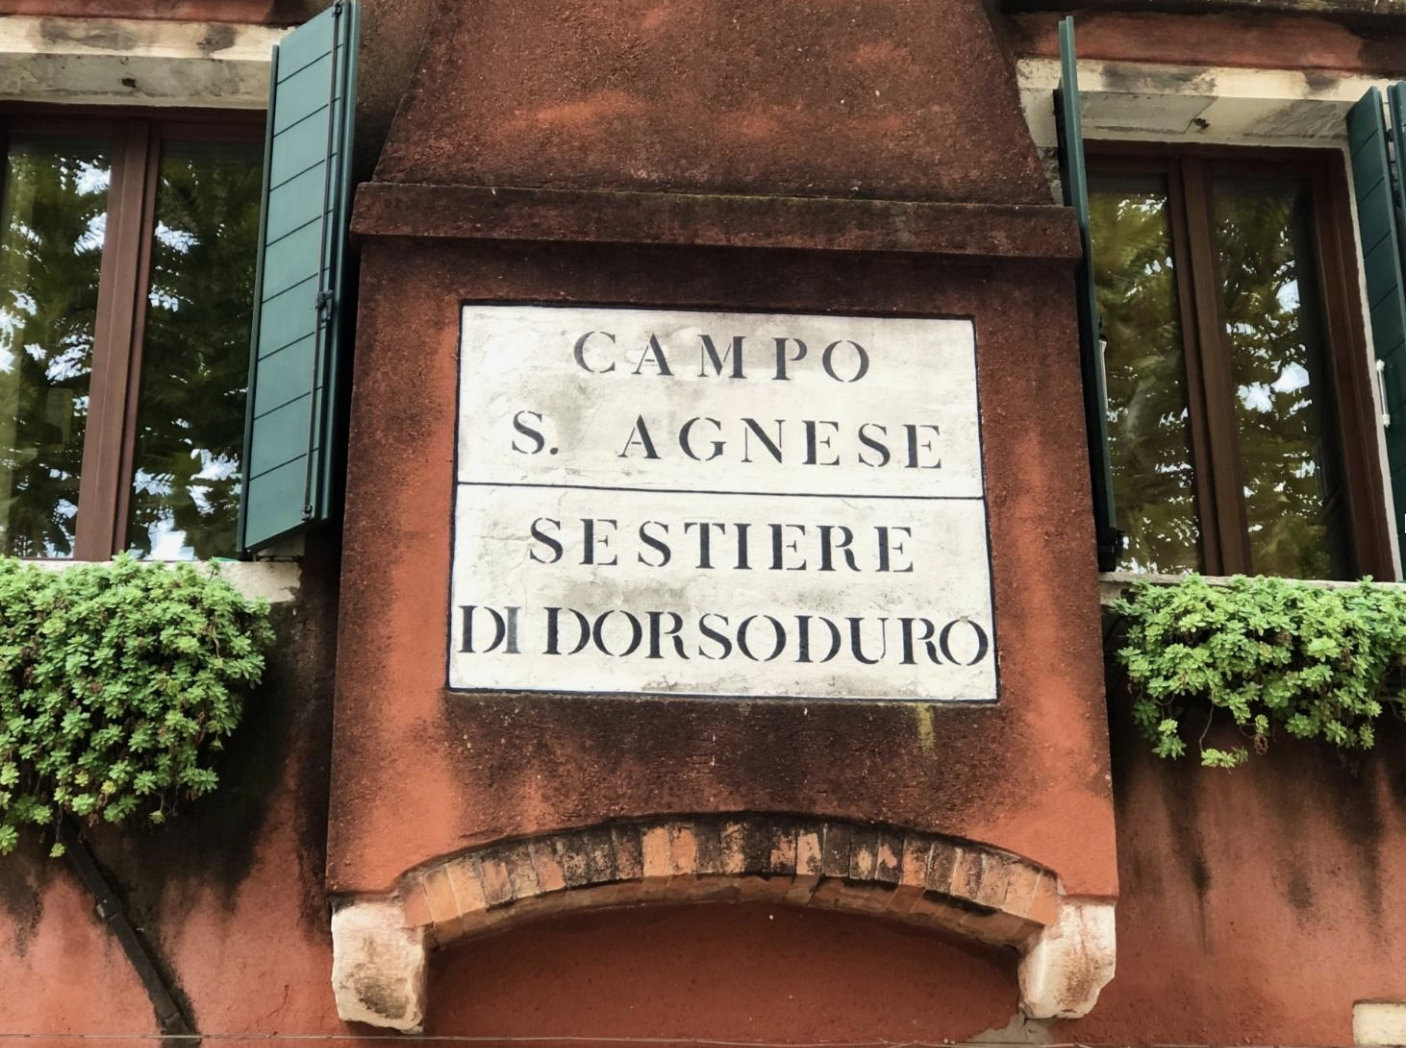 CAMPO
S. AGNESE
SESTIERE
DI DORSODURO